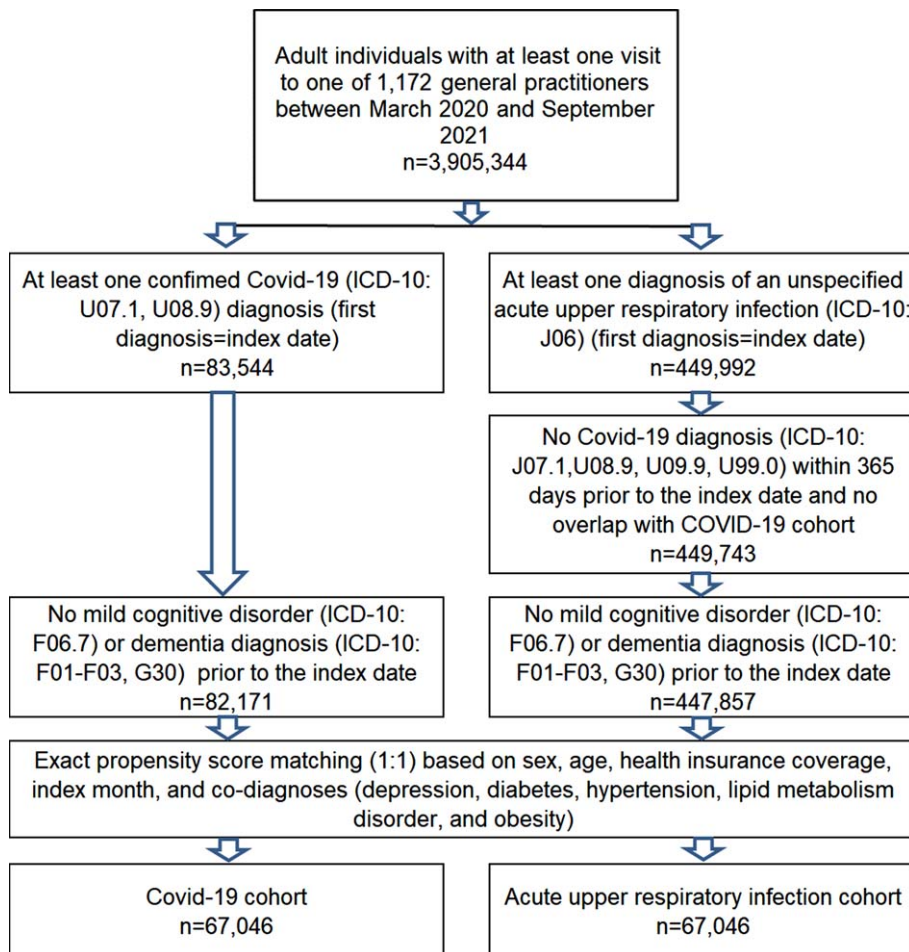 Adult individuals with at least one visit
to one of 1,172 general practitioners
between March 2020 and September
2021
n=3,905,344
At least one confimed Covid-19 (ICD-10:
U07.1, U08.9) diagnosis (first
diagnosis=index date)
n=83,544
At least one diagnosis of an unspecified
acute upper respiratory infection (ICD-10:
J06) (first diagnosis=index date)
n=449,992
No Covid-19 diagnosis (ICD-10:
J07.1,U08.9, U09.9, U99.0) within 365
days prior to the index date and no
overlap with COVID-19 cohort
n=449,743
No mild cognitive disorder (ICD-10:
F06.7) or dementia diagnosis (ICD-10:
F01-F03, G30) prior to the index date
n=82,171
No mild cognitive disorder (ICD-10:
F06.7) or dementia diagnosis (ICD-10:
F01-F03, G30) prior to the index date
n=447,857
Exact propensity score matching (1:1) based on sex, age, health insurance coverage,
index month, and co-diagnoses (depression, diabetes, hypertension, lipid metabolism
disorder, and obesity)
Covid-19 cohort
n=67,046
Acute upper respiratory infection cohort
n=67,046